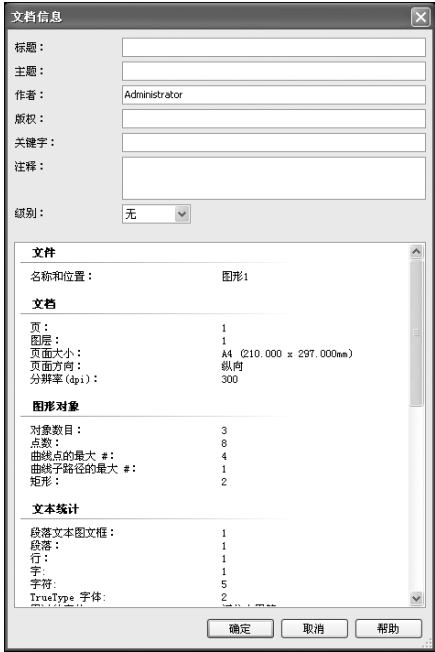 文档信息
标题：
主题：
作者： Administrator
版权：
关键字：
注释：
级别： 无
文件
名称和位置： 图形1
文档
页： 1
图层： 1
页面大小： A4 (210.000 x 297.000mm)
页面方向： 纵向
分辨率(dpi)： 300
图形对象
对象数目： 3
点数： 8
曲线点的最大 #： 4
曲线子路径的最大 #： 1
矩形： 2
文本统计
段落文本图文框： 1
段落： 1
行： 1
字: 1
字符: 5
TrueType 字体: 2
确定 取消 帮助